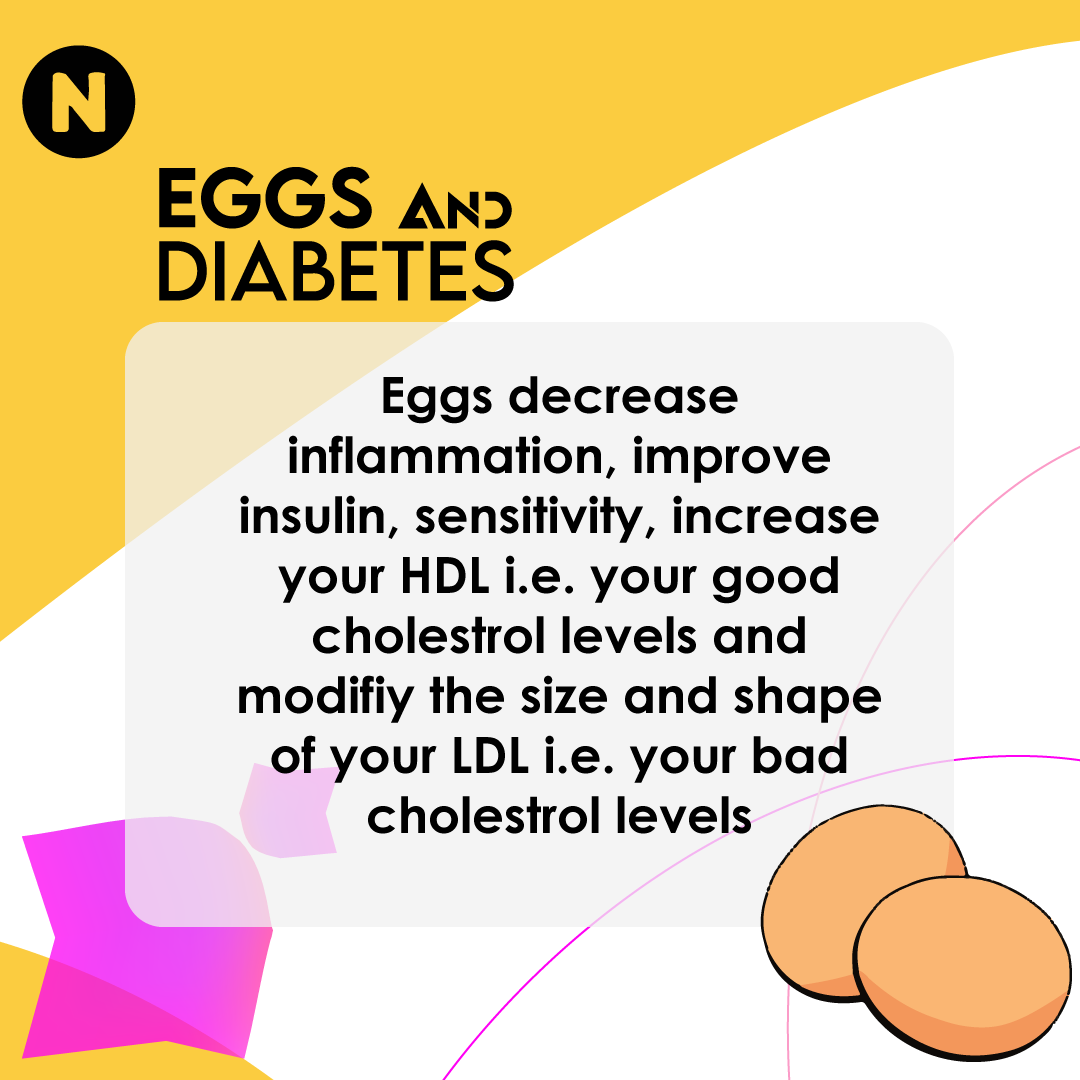 N
EGGS AND
DIABETES
Eggs decrease
inflammation, improve
insulin, sensitivity, increase
your HDL i.e. your good
cholestrol levels and
modifiy the size and shape
of your LDL i.e. your bad
cholestrol levels